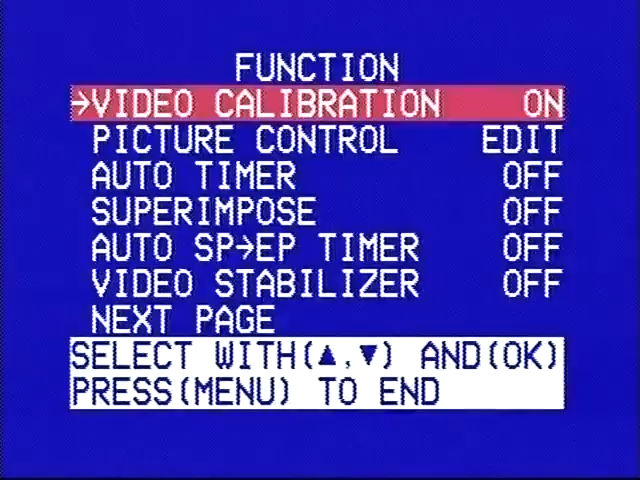 FUNCTION
→VIDEO CALIBRATION ON
PICTURE CONTROL EDIT
AUTO TIMER OFF
SUPERIMPOSE OFF
AUTO SP→EP TIMER OFF
VIDEO STABILIZER OFF
NEXT PAGE
SELECT WITH(▲,▼) AND(OK)
PRESS(MENU) TO END